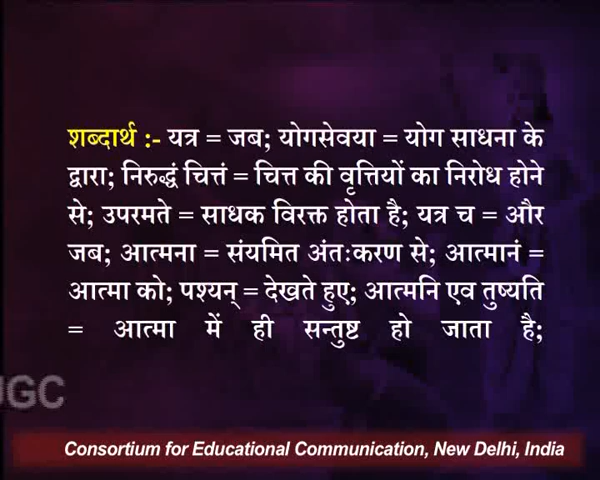 शब्दार्थ :- यत्र = जब; योगसेवया = योग साधना के
द्वारा; निरुद्धं चित्तं = चित्त की वृत्तियों का निरोध होने
से; उपरमते = साधक विरक्त होता है; यत्र च = और
जब; आत्मना = संयमित अंतःकरण से; आत्मानं =
आत्मा को; पश्यन् = देखते हुए; आत्मनि एव तुष्यति
= आत्मा में ही सन्तुष्ट हो जाता है;
UGC
Consortium for Educational Communication, New Delhi, India